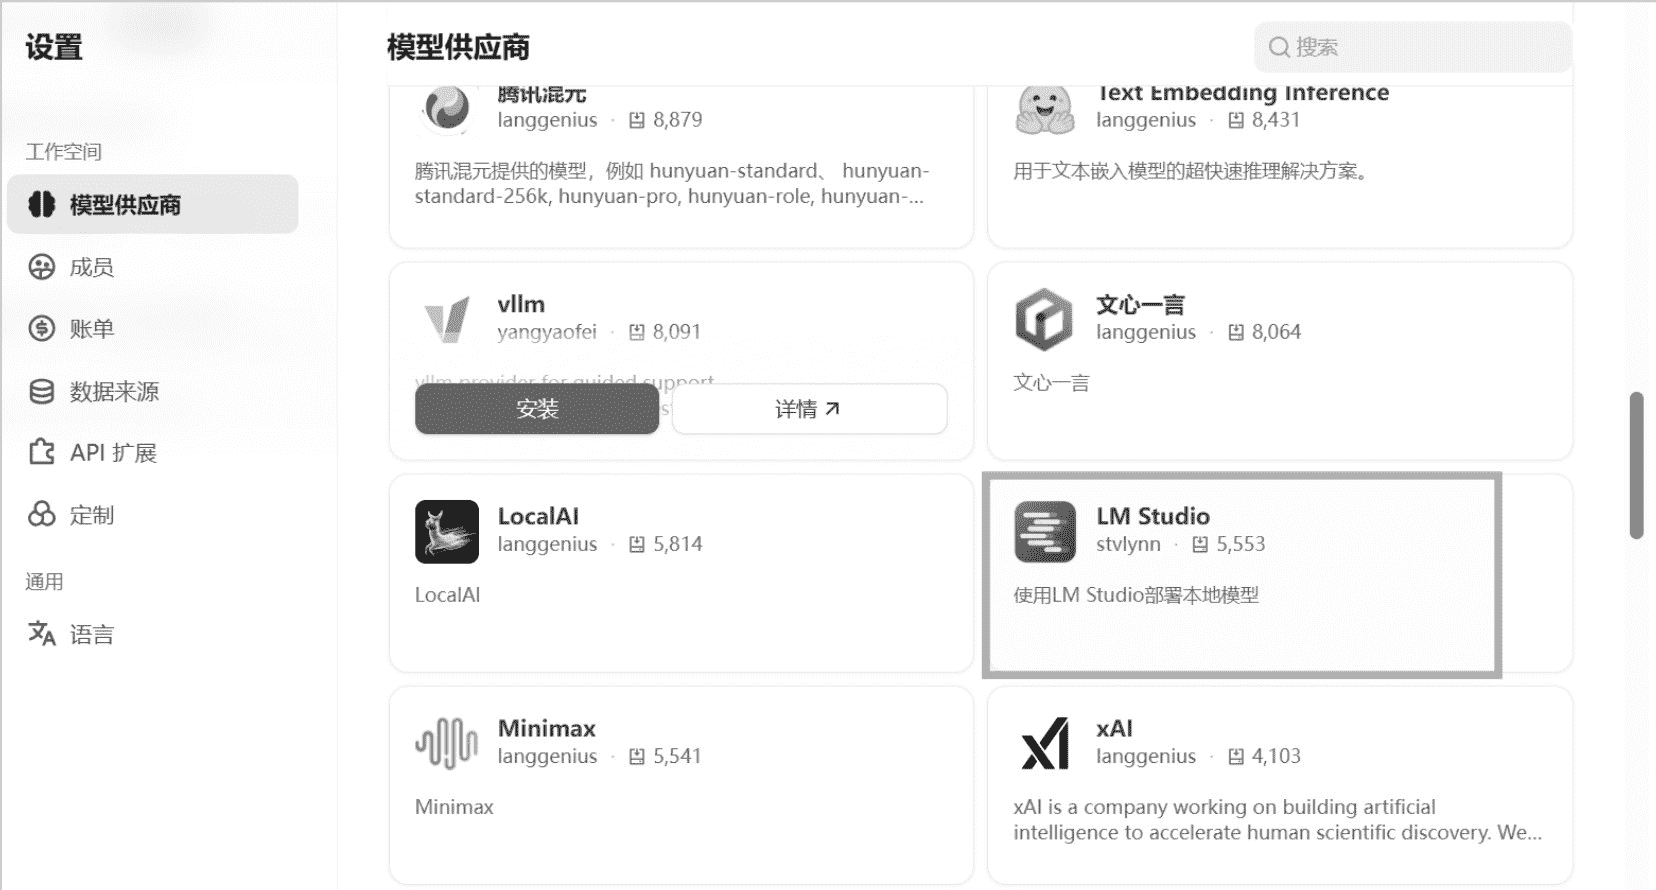 设置
工作空间
模型供应商
成员
账单
数据来源
API 扩展
定制
通用
语言
模型供应商
搜索
腾讯混元
langgenius · 8,879
腾讯混元提供的模型，例如 hunyuan-standard、 hunyuan-
standard-256k, hunyuan-pro, hunyuan-role, hunyuan-...
Text Embedding Inference
langgenius · 8,431
用于文本嵌入模型的超快速推理解决方案。
vllm
yangyaofei · 8,091
vllm provider for guided support
安装
详情
文心一言
langgenius · 8,064
文心一言
LocalAI
langgenius · 5,814
LocalAI
LM Studio
stvlynn · 5,553
使用LM Studio部署本地模型
Minimax
langgenius · 5,541
Minimax
xAI
langgenius · 4,103
xAI is a company working on building artificial
intelligence to accelerate human scientific discovery. We...